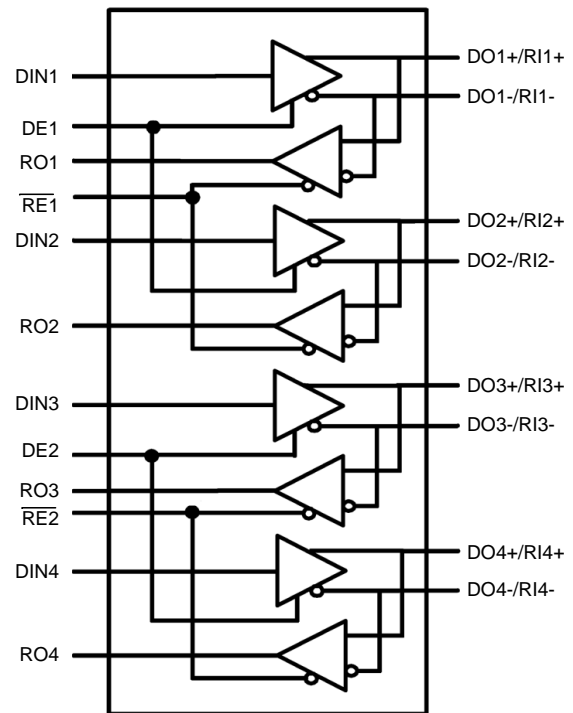 DIN1
DO1+/RI1+
DO1-/RI1-
DE1
RO1
RE1
DIN2
DO2+/RI2+
DO2-/RI2-
RO2
DIN3
DO3+/RI3+
DO3-/RI3-
DE2
RO3
RE2
DIN4
DO4+/RI4+
DO4-/RI4-
RO4